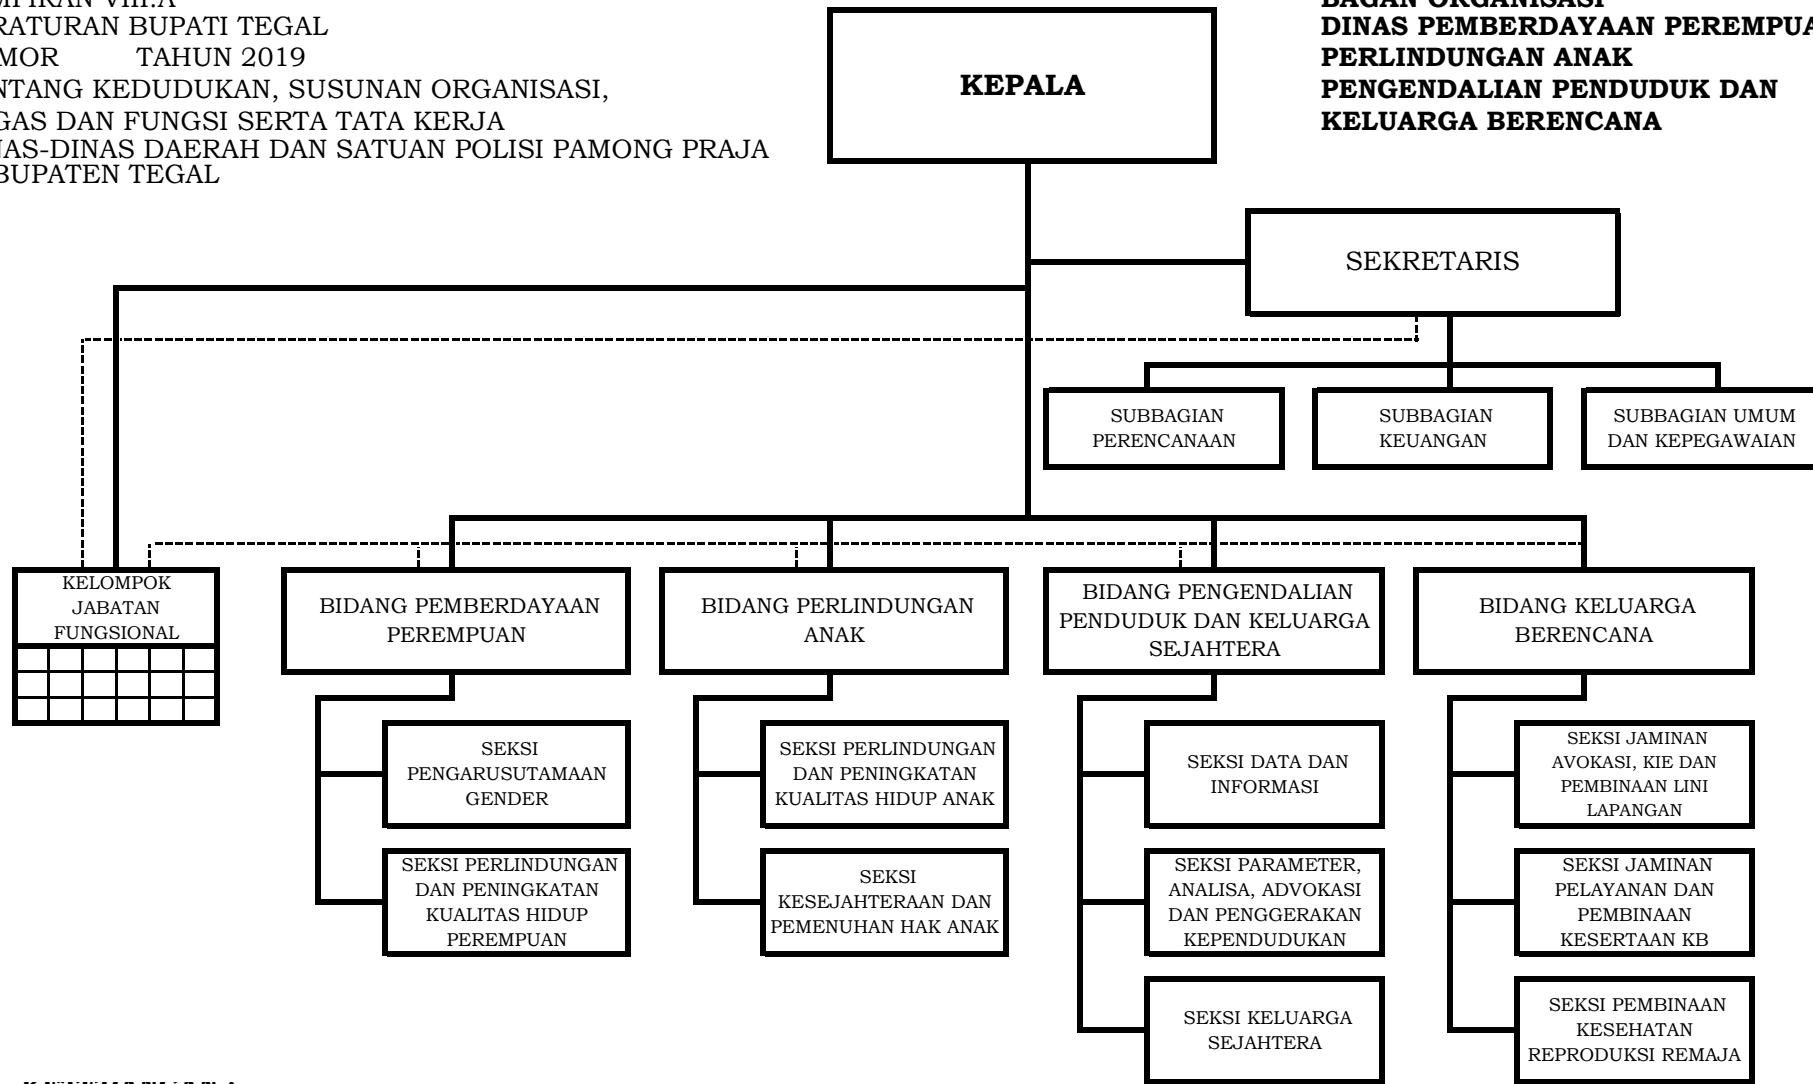 RATURAN BUPATI TEGAL
MOR TAHUN 2019
NTANG KEDUDUKAN, SUSUNAN ORGANISASI,
GAS DAN FUNGSI SERTA TATA KERJA
NAS-DINAS DAERAH DAN SATUAN POLISI PAMONG PRAJA
BUPATEN TEGAL
BAGAN ORGANISASI
DINAS PEMBERDAYAAN PEREMPUA
PERLINDUNGAN ANAK
PENGENDALIAN PENDUDUK DAN
KELUARGA BERENCANA
KEPALA
SEKRETARIS
SUBBAGIAN
PERENCANAAN
SUBBAGIAN
KEUANGAN
SUBBAGIAN UMUM
DAN KEPEGAWAIAN
KELOMPOK
JABATAN
FUNGSIONAL
BIDANG PEMBERDAYAAN
PEREMPUAN
BIDANG PERLINDUNGAN
ANAK
BIDANG PENGENDALIAN
PENDUDUK DAN KELUARGA
SEJAHTERA
BIDANG KELUARGA
BERENCANA
SEKSI
PENGARUSUTAMAAN
GENDER
SEKSI PERLINDUNGAN
DAN PENINGKATAN
KUALITAS HIDUP
PEREMPUAN
SEKSI PERLINDUNGAN
DAN PENINGKATAN
KUALITAS HIDUP ANAK
SEKSI
KESEJAHTERAAN DAN
PEMENUHAN HAK ANAK
SEKSI DATA DAN
INFORMASI
SEKSI PARAMETER,
ANALISA, ADVOKASI
DAN PENGGERAKAN
KEPENDUDUKAN
SEKSI KELUARGA
SEJAHTERA
SEKSI JAMINAN
AVOKASI, KIE DAN
PEMBINAAN LINI
LAPANGAN
SEKSI JAMINAN
PELAYANAN DAN
PEMBINAAN
KESERTAAN KB
SEKSI PEMBINAAN
KESEHATAN
REPRODUKSI REMAJA